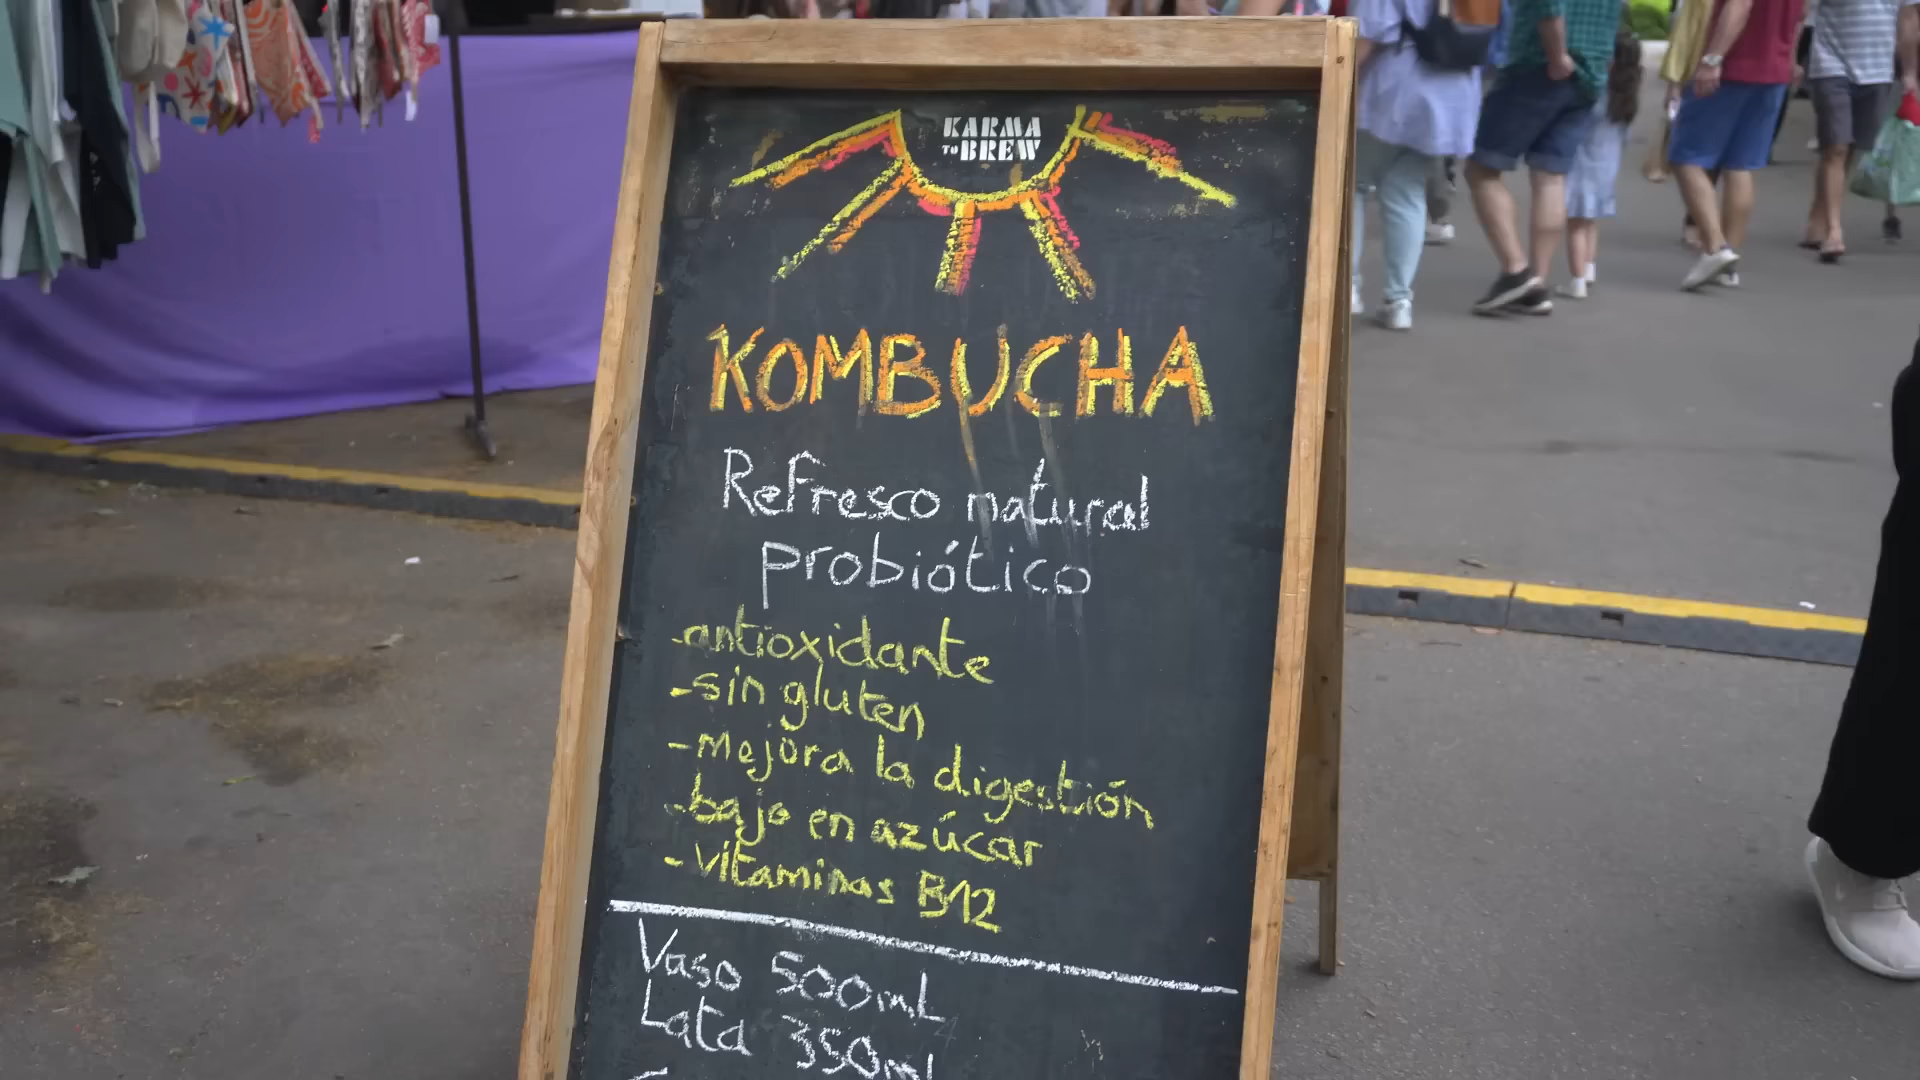 KARMA
TO BREW
KOMBUCHA
Refresco natural
probiótico
-antioxidante
-sin gluten
-mejora la digestión
-bajo en azúcar
-vitaminas B12
Vaso 500mL
Lata 350ml